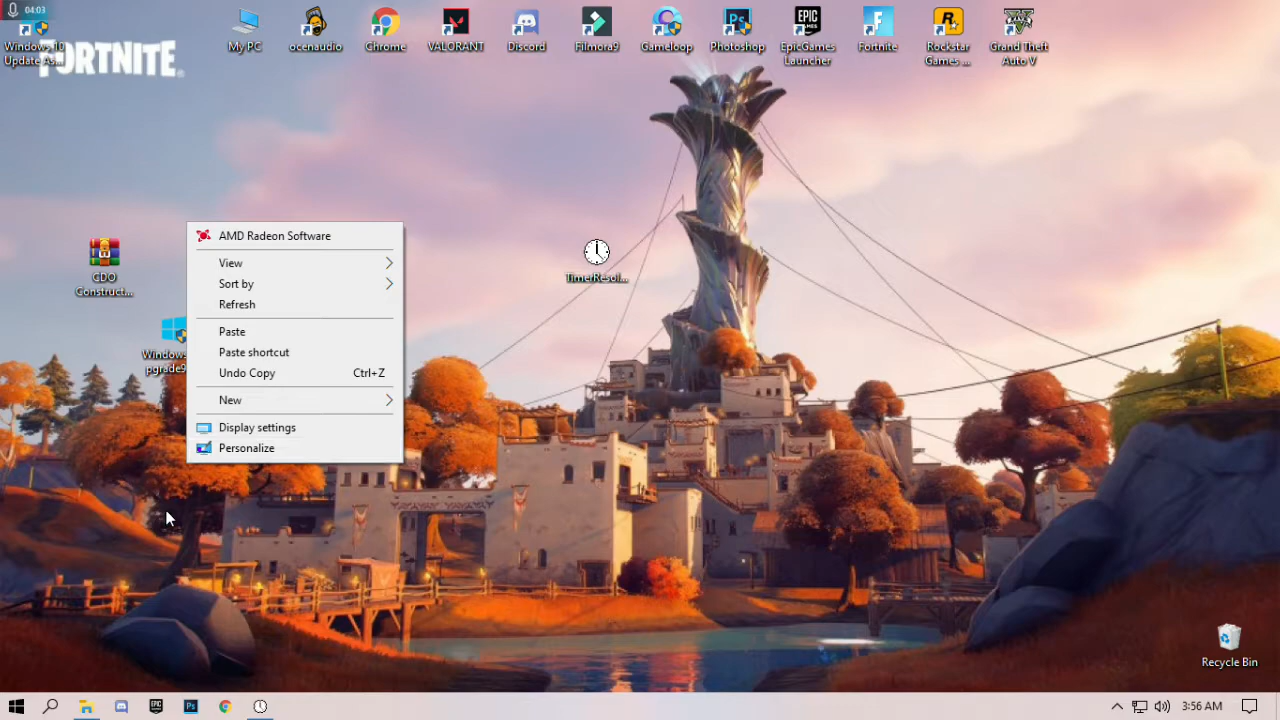 04:03
Windows 10
Update As...
FORTNITE
My PC
ocenaudio
Chrome
VALORANT
Discord
Filmora9
Gameloop
Photoshop
EpicGames
Launcher
Fortnite
Rockstar
Games ...
Grand Theft
Auto V
CDO
Construct...
Windows
pgrade9
TimerResol...
AMD Radeon Software
View
Sort by
Refresh
Paste
Paste shortcut
Undo Copy Ctrl+Z
New
Display settings
Personalize
Recycle Bin
3:56 AM